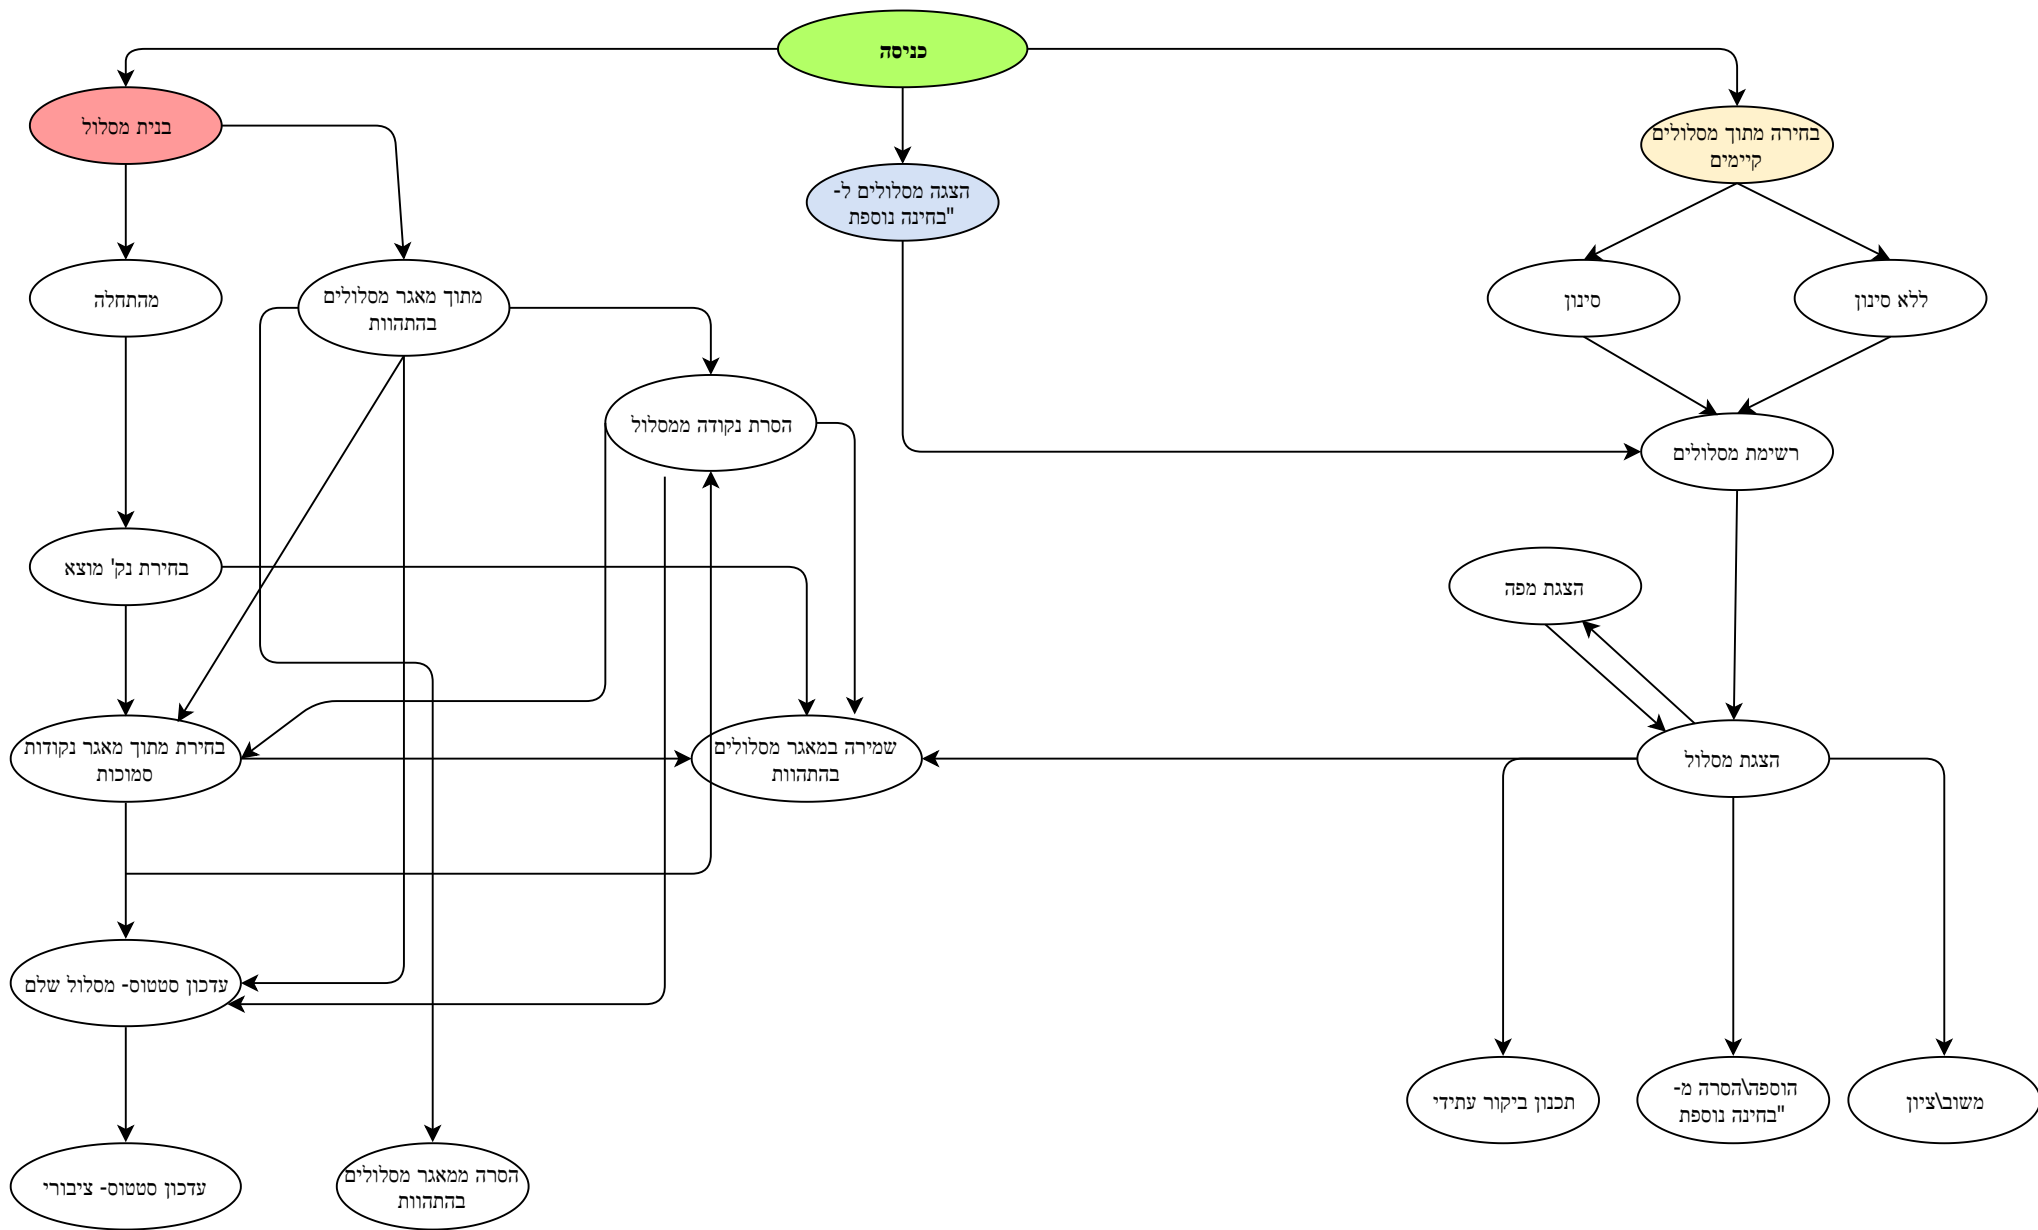 כניסה
בנית מסלול
בחירה מתוך מסלולים
קיימים
הצגה מסלולים ל-
"בחינה נוספת
מהתחלה
מתוך מאגר מסלולים
בהתהוות
סינון
ללא סינון
הסרת נקודה ממסלול
רשימת מסלולים
בחירת נק' מוצא
הצגת מפה
בחירת מתוך מאגר נקודות
סמוכות
שמירה במאגר מסלולים
בהתהוות
הצגת מסלול
עדכון סטטוס- מסלול שלם
תכנון ביקור עתידי
הוספה\הסרה מ-
"בחינה נוספת
משוב\ציון
עדכון סטטוס- ציבורי
הסרה ממאגר מסלולים
בהתהוות